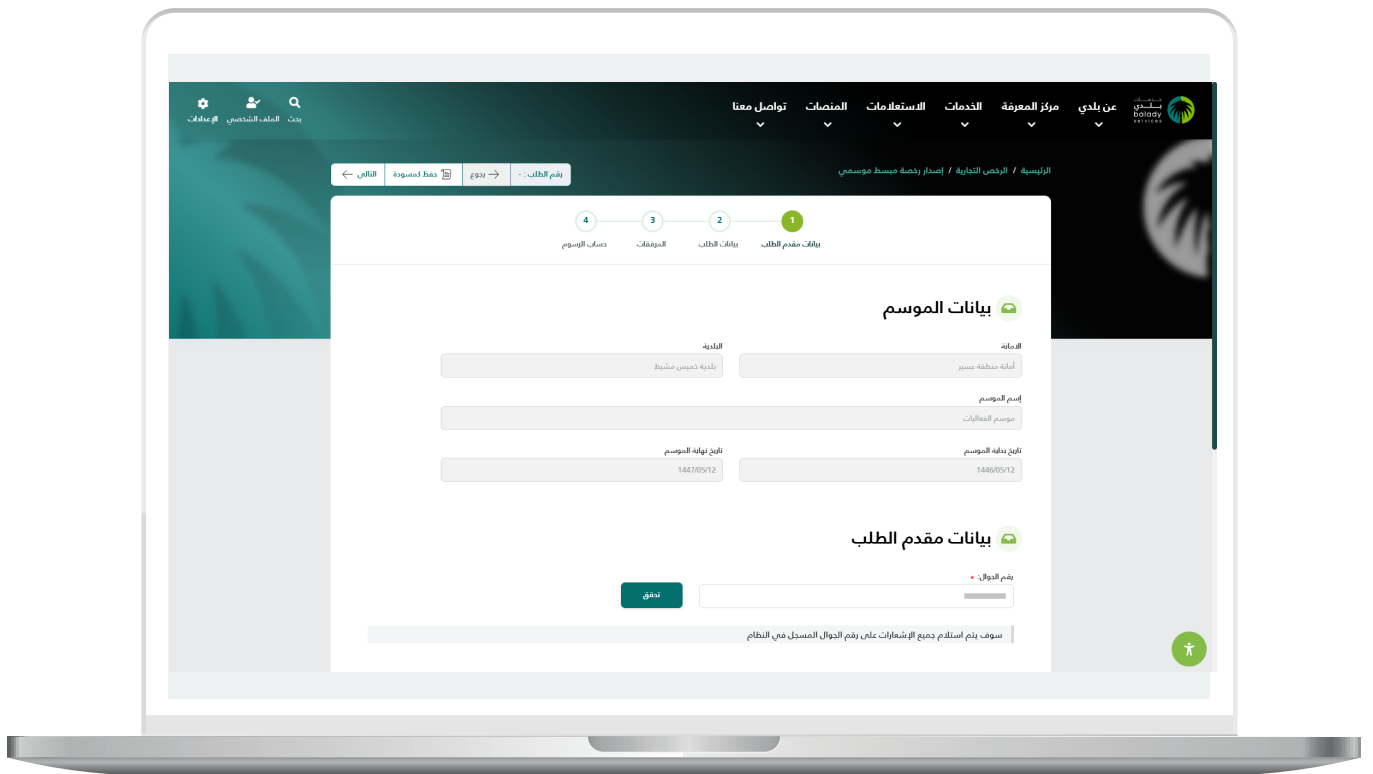 خدمات
بلدي
balady
services
عن بلدي
مركز المعرفة
الخدمات
الاستعلامات
المنصات
تواصل معنا
بحث
الملف الشخصي
الإعدادات
الرئيسية / الرخص التجارية / إصدار رخصة مبسط موسمي
رقم الطلب : -
رجوع
حفظ كمسودة
التالي
1
2
3
4
بيانات مقدم الطلب
بيانات الطلب
المرفقات
حساب الرسوم
بيانات الموسم
الامانة
البلدية
أمانة منطقة عسير
بلدية خميس مشيط
إسم الموسم
موسم الفعاليات
تاريخ بداية الموسم
تاريخ نهاية الموسم
1446/05/12
1447/05/12
بيانات مقدم الطلب
رقم الجوال: *
تحقق
سوف يتم استلام جميع الإشعارات على رقم الجوال المسجل في النظام